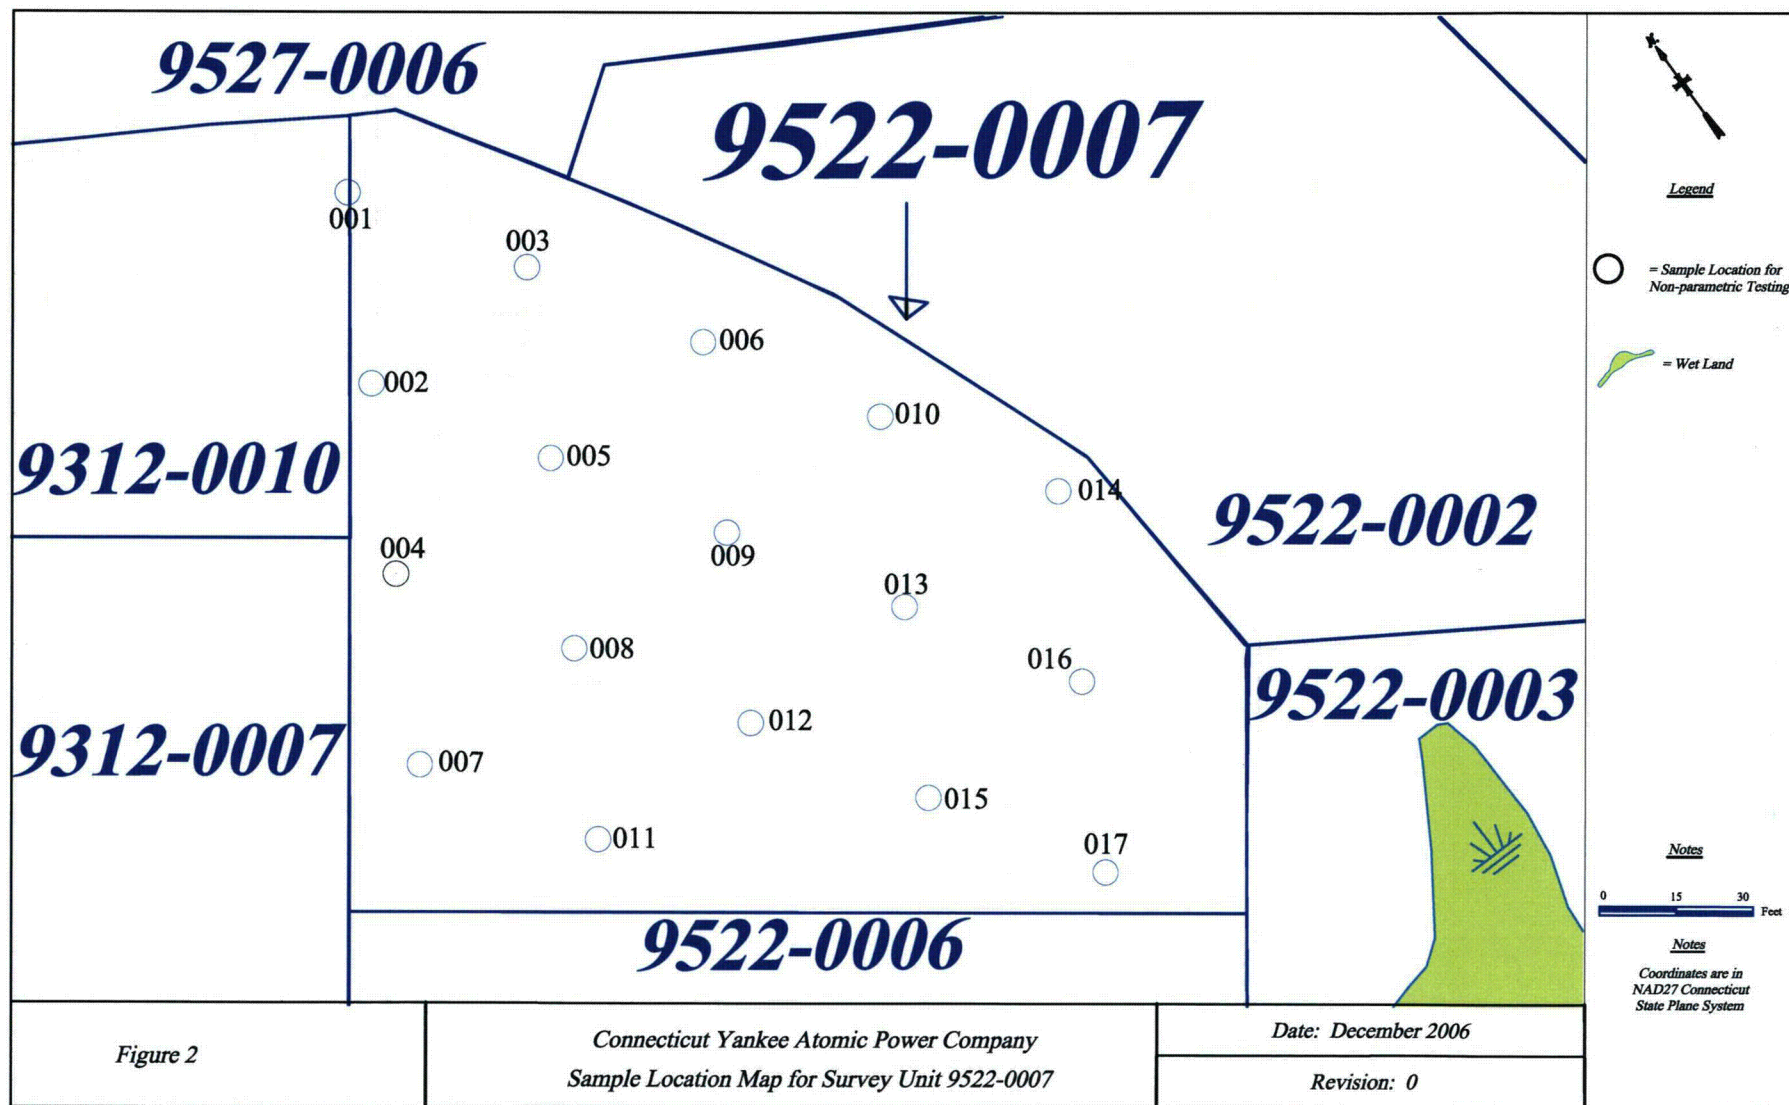 9527-0006
9522-0007
001
003
006
002
010
005
9312-0010
014
9522-0002
004
009
013
008
016
9522-0003
012
9312-0007
007
015
011
017
9522-0006
N
Legend
= Sample Location for
Non-parametric Testing
= Wet Land
Notes
0 15 30
Feet
Notes
Coordinates are in
NAD27 Connecticut
State Plane System
Figure 2
Connecticut Yankee Atomic Power Company
Sample Location Map for Survey Unit 9522-0007
Date: December 2006
Revision: 0